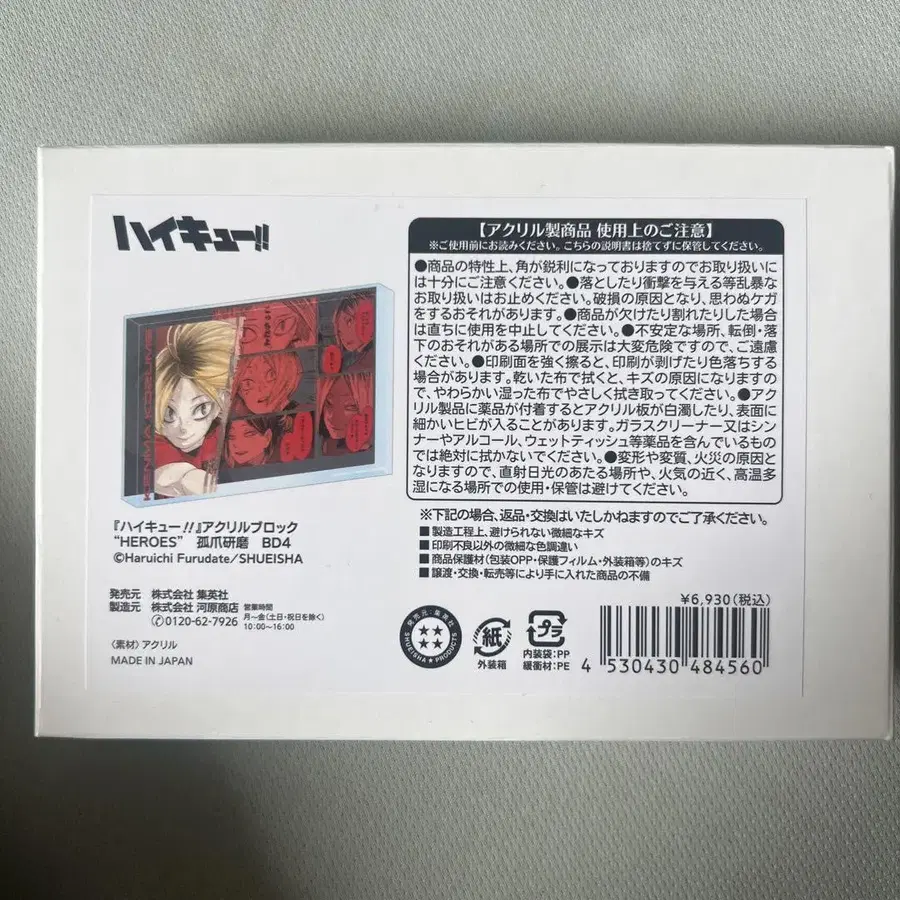 ハイキュー!!
『ハイキュー!!』アクリルブロック
“HEROES” 孤爪研磨 BD4
©Haruichi Furudate/SHUEISHA
発売元 株式会社 集英社
製造元 株式会社 河原商店
0120-62-7926
営業時間
月~金(土日・祝日を除く)
10:00~16:00
〈素材〉アクリル
MADE IN JAPAN
【アクリル製商品 使用上のご注意】
※ご使用前にお読みください。こちらの説明書は捨てずに保管してください。
●商品の特性上、角が鋭利になっておりますのでお取り扱いに
は十分にご注意ください。●落としたり衝撃を与える等乱暴な
お取り扱いはお止めください。破損の原因となり、思わぬケガ
をするおそれがあります。●商品が欠けたり割れたりした場合
は直ちに使用を中止してください。●不安定な場所、転倒・落
下のおそれがある場所での展示は大変危険ですので、ご遠慮
ください。●印刷面を強く擦ると、印刷が剥げたり色落ちする
場合があります。乾いた布で拭くと、キズの原因になりますの
で、やわらかい湿った布でやさしく拭き取ってください。●アク
リル製品に薬品が付着するとアクリル板が白濁したり、表面に
細かいヒビが入ることがあります。ガラスクリーナー又はシン
ナーやアルコール、ウェットティッシュ等薬品を含んでいるもの
では絶対に拭かないでください。●変形や変質、火災の原因と
なりますので、直射日光のあたる場所や、火気の近く、高温多
湿になる場所での使用・保管は避けてください。
※下記の場合、返品・交換はいたしかねますのでご了承ください。
■製造工程上、避けられない微細なキズ
■印刷不良以外の微細な色調違い
■商品保護材(包装OPP・保護フィルム・外装箱等)のキズ
■譲渡・交換・転売等により手に入れた商品の不備
発売元:集英社
SHUEISHA PRODUCTS
紙
外装箱
プラ
内装袋:PP
緩衝材:PE
¥6,930(税込)
4 530430 484560